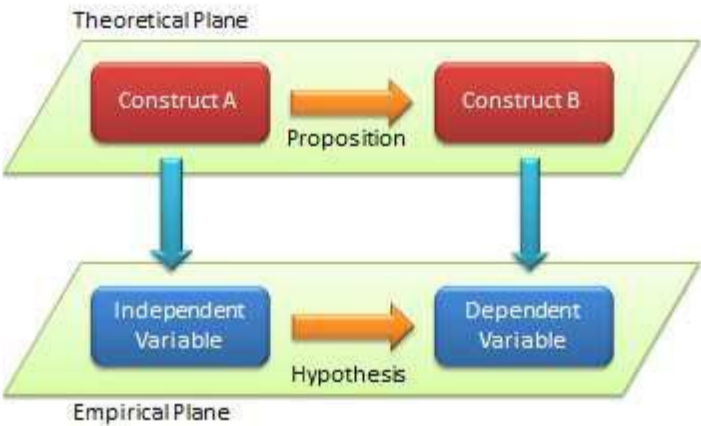 Theoretical Plane
Construct A
Construct B
Proposition
Independent
Variable
Dependent
Variable
Hypothesis
Empirical Plane